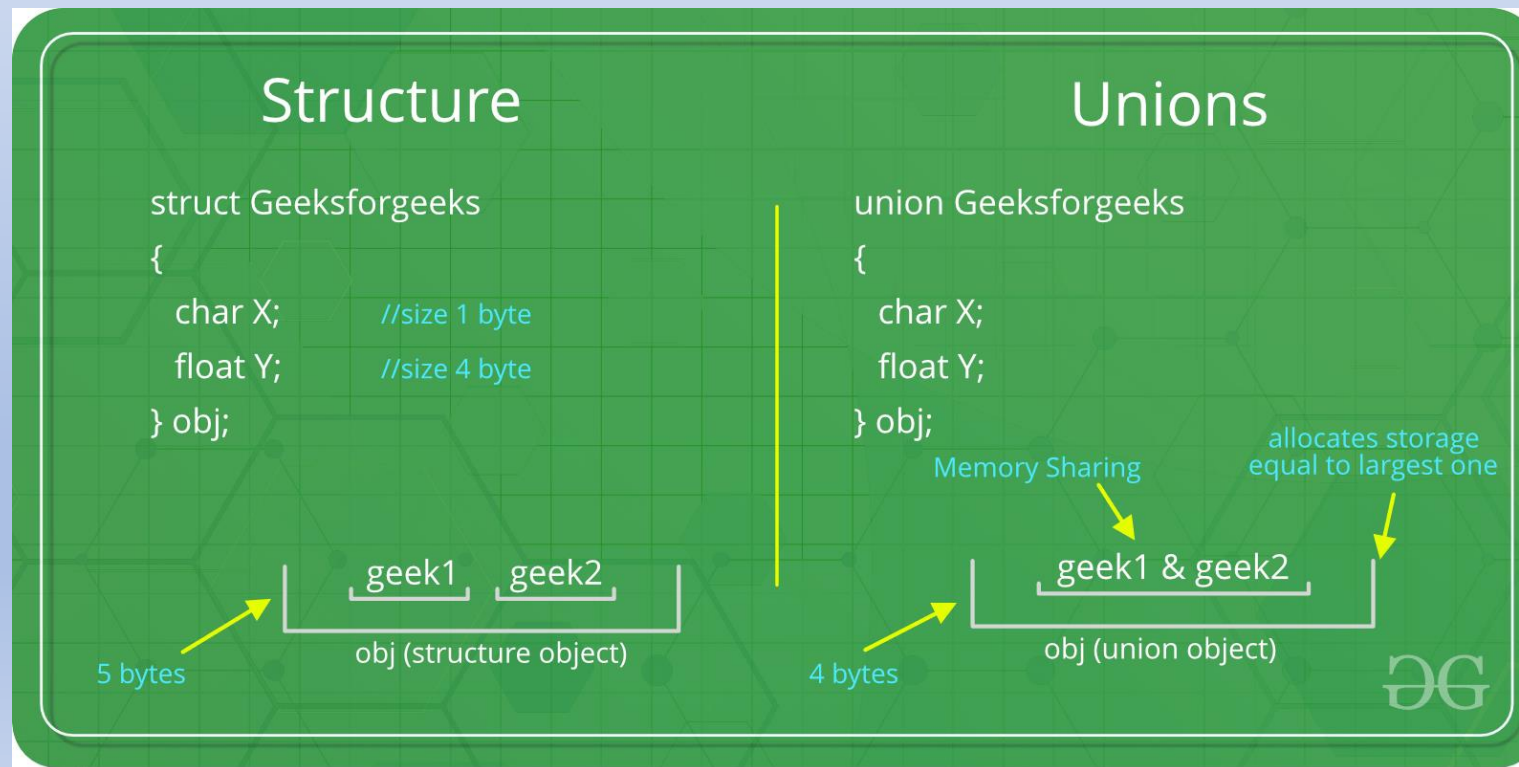 Structure
struct Geeksforgeeks
{
char X; //size 1 byte
float Y; //size 4 byte
} obj;
geek1 geek2
obj (structure object)
5 bytes
Unions
union Geeksforgeeks
{
char X;
float Y;
} obj;
Memory Sharing
allocates storage
equal to largest one
geek1 & geek2
obj (union object)
4 bytes
GG